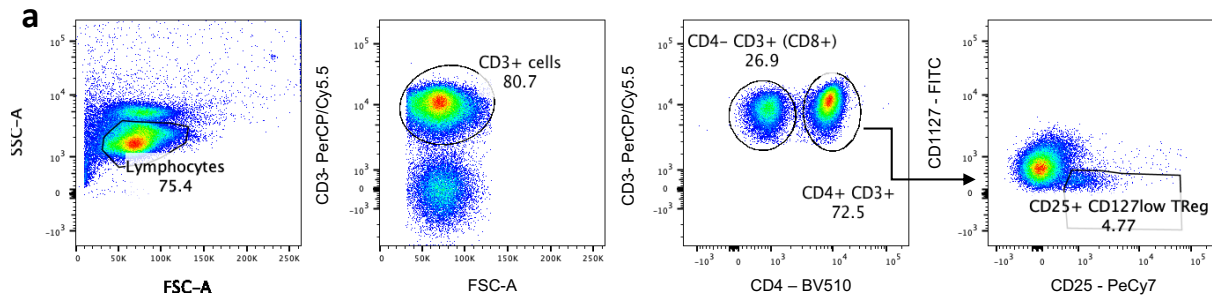 a
10⁵
10⁴
10³
0
-10³
SSC-A
Lymphocytes
75.4
0
50K
100K
150K
200K
250K
FSC-A
10⁵
10⁴
10³
0
-10³
CD3- PerCP/Cy5.5
CD3+ cells
80.7
0
50K
100K
150K
200K
250K
FSC-A
10⁵
10⁴
10³
0
-10³
CD3- PerCP/Cy5.5
CD4- CD3+ (CD8+)
26.9
CD4+ CD3+
72.5
0
10³
10⁴
10⁵
CD4 – BV510
10⁵
10⁴
10³
0
-10³
CD1127 - FITC
CD25+ CD127low TReg
4.77
0
10³
10⁴
10⁵
CD25 - PeCy7